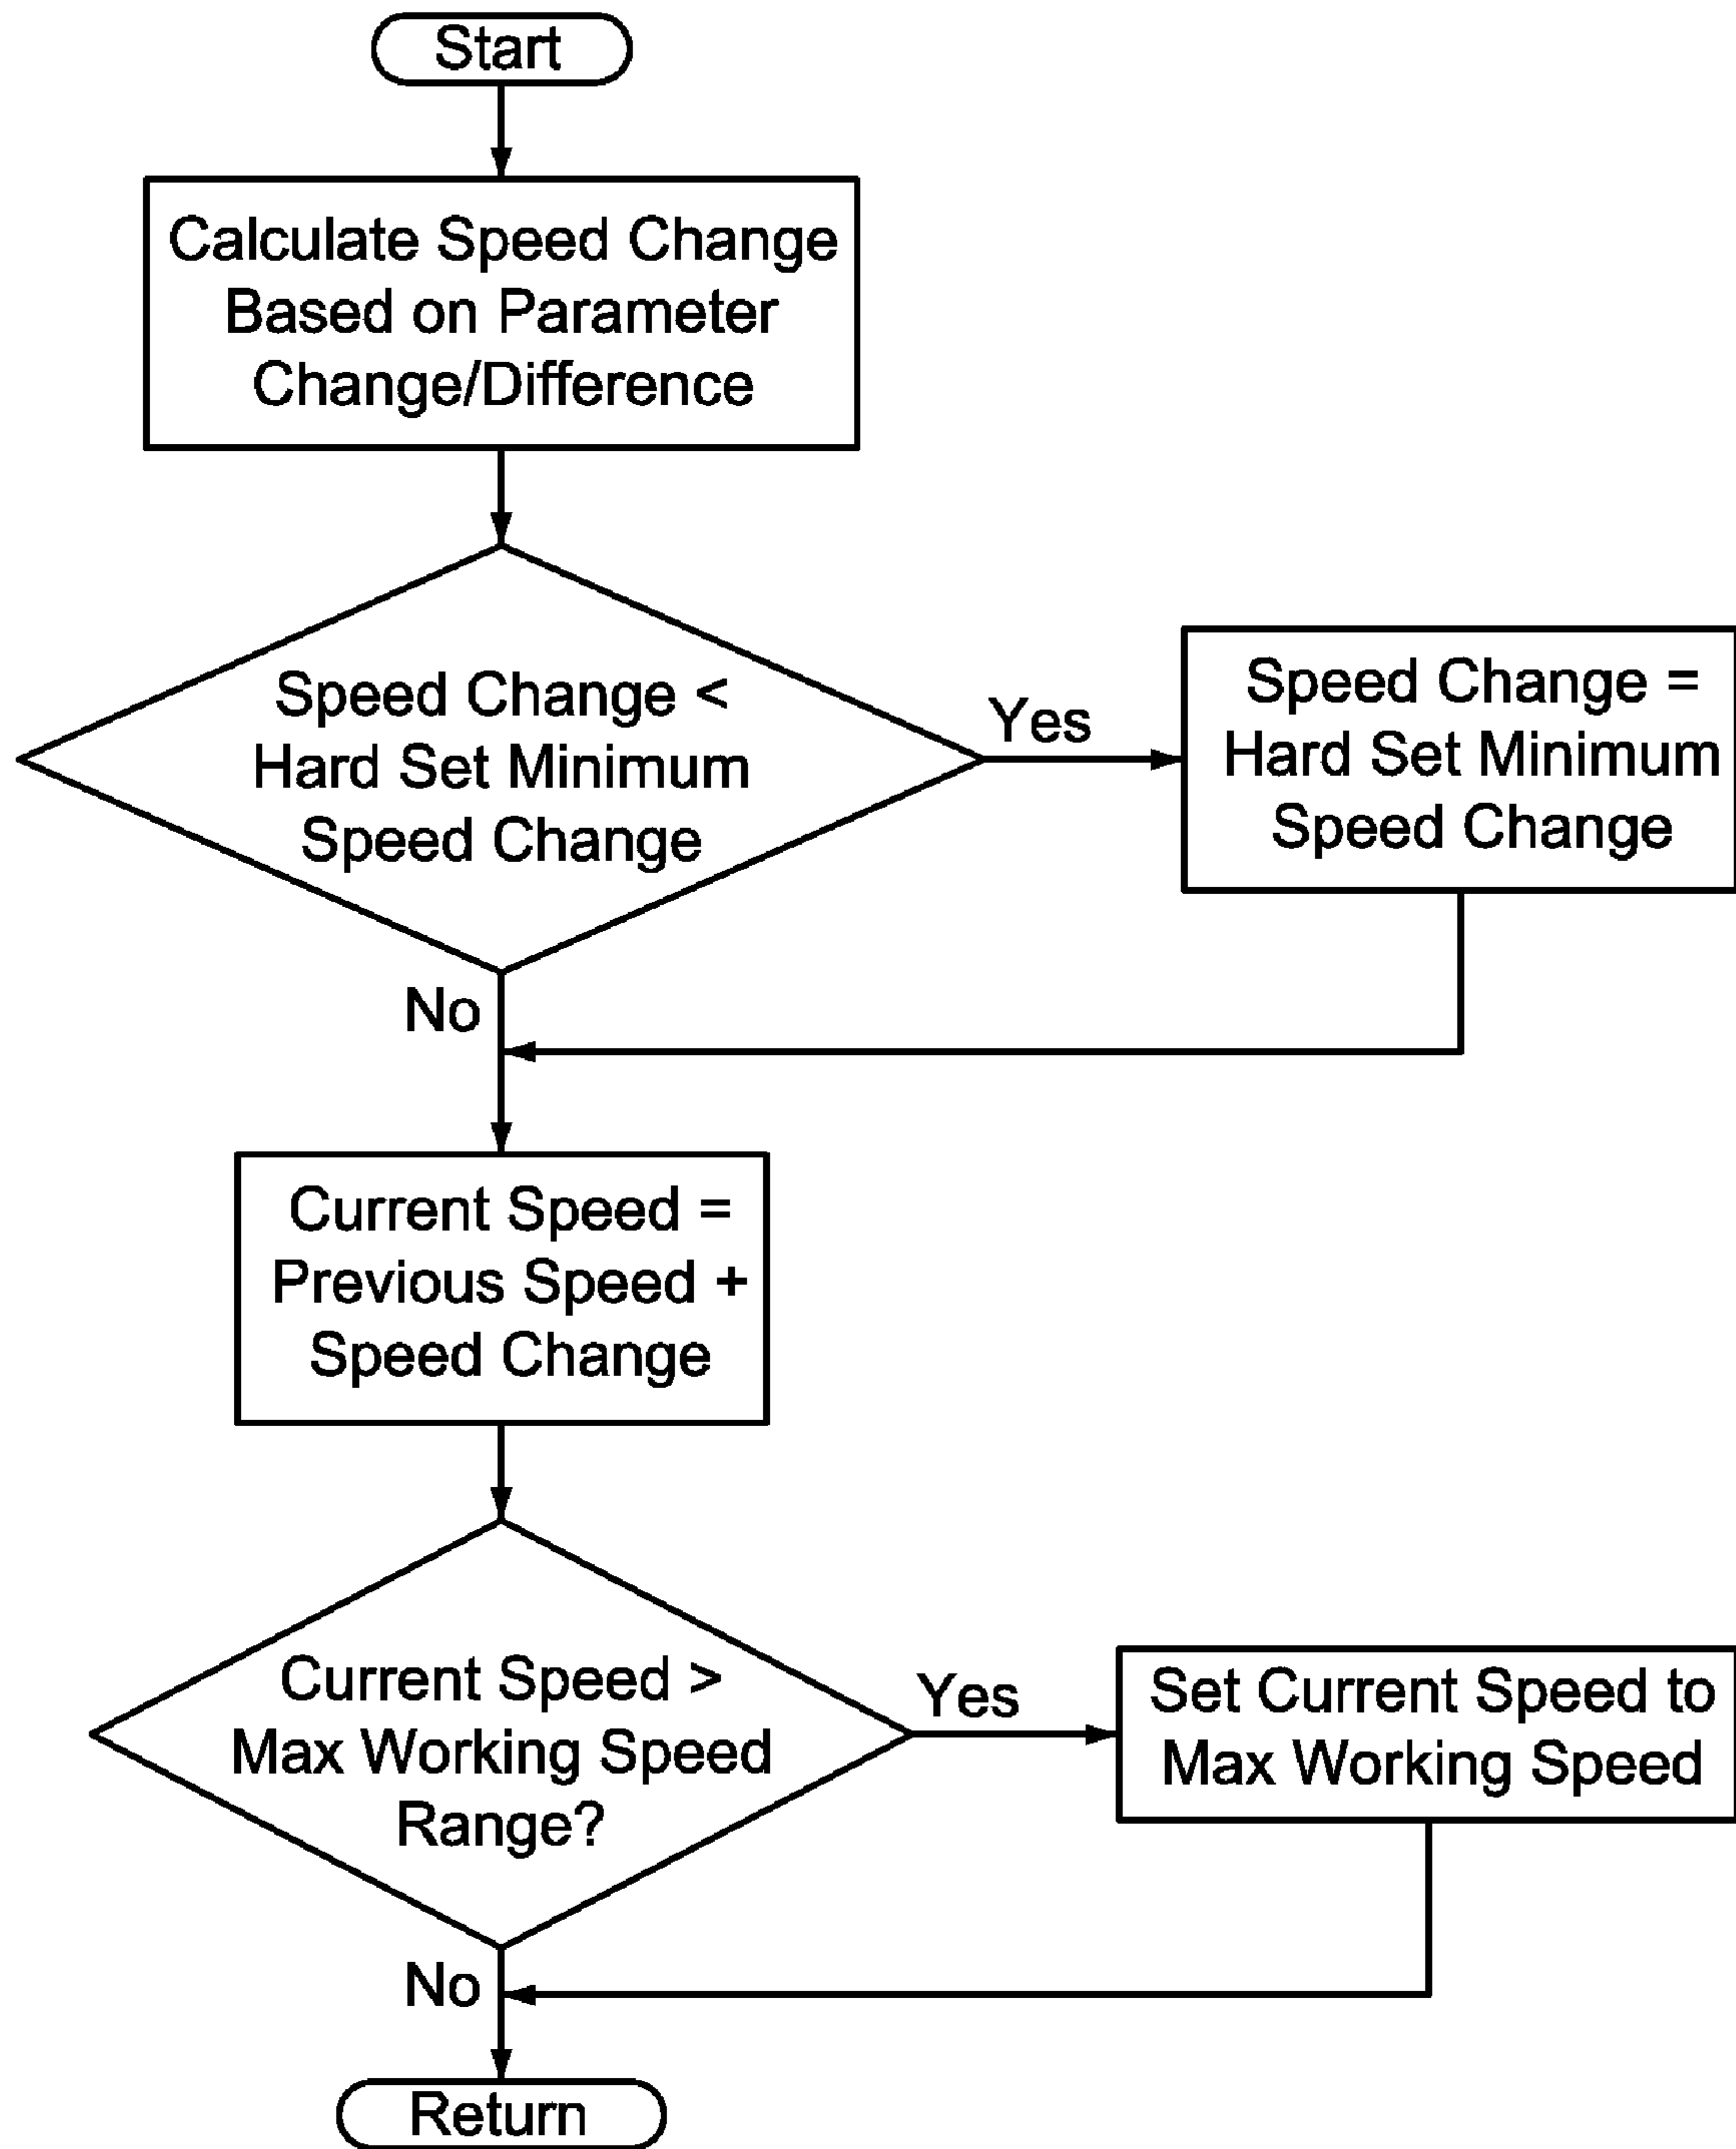 Start
Calculate Speed Change
Based on Parameter
Change/Difference
Speed Change <
Hard Set Minimum
Speed Change
Yes
Speed Change =
Hard Set Minimum
Speed Change
No
Current Speed =
Previous Speed +
Speed Change
Current Speed >
Max Working Speed
Range?
Yes
Set Current Speed to
Max Working Speed
No
Return